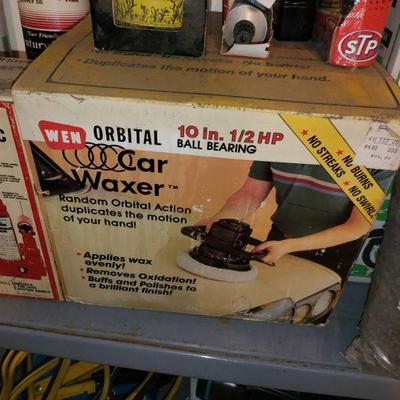 STP
Duplicates the motion of your hand.
WEN ORBITAL
10 In. 1/2 HP
BALL BEARING
Car
Waxer™
Random Orbital Action
duplicates the motion
of your hand!
No BURNS
No STREAKS
No SWIRLS
• Applies wax
evenly!
• Removes Oxidation!
• Buffs and Polishes to
a brilliant finish!